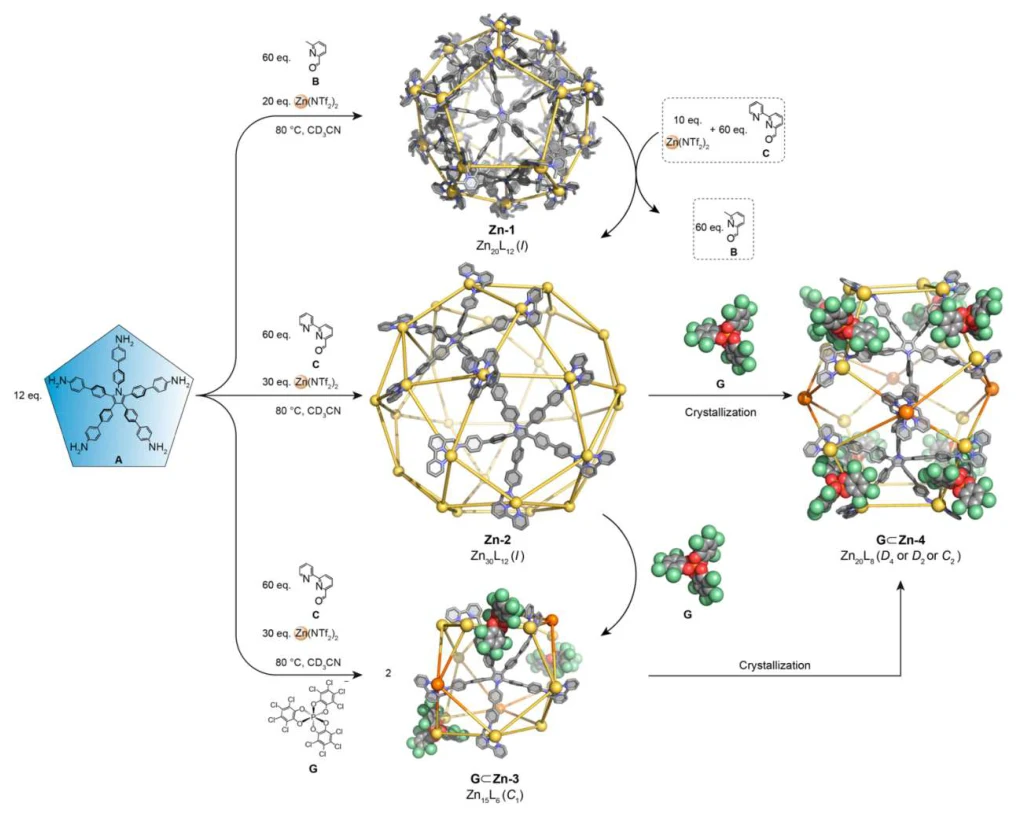 60 eq.
B
20 eq. Zn(NTf₂)₂
80 °C, CD₃CN
Zn-1
Zn₂₀L₁₂ (I)
10 eq.
Zn(NTf₂)₂
+ 60 eq.
C
60 eq.
B
12 eq.
NH₂
H₂N
NH₂
N
NH₂
NH₂
A
60 eq.
C
30 eq. Zn(NTf₂)₂
80 °C, CD₃CN
Zn-2
Zn₃₀L₁₂ (I)
G
Crystallization
G⊂Zn-4
Zn₂₀L₈ (D₄ or D₂ or C₂)
G
60 eq.
C
30 eq. Zn(NTf₂)₂
80 °C, CD₃CN
G
2
G⊂Zn-3
Zn₁₅L₆ (C₁)
Crystallization